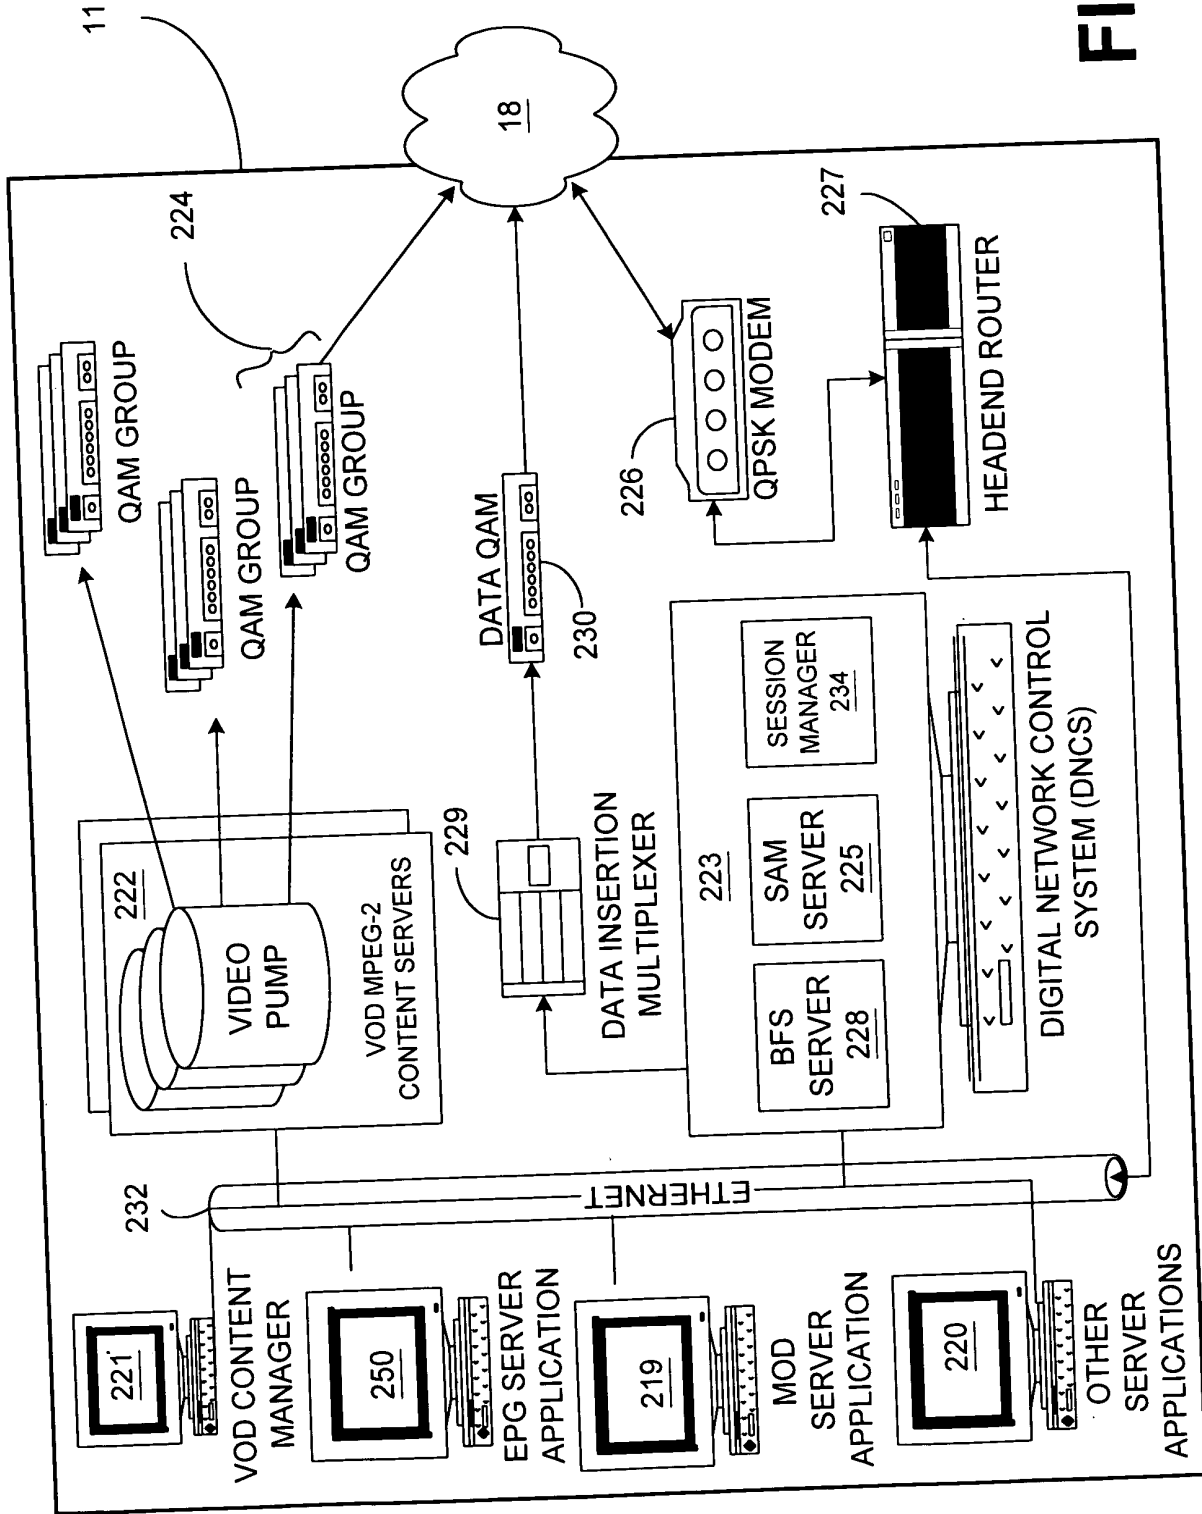 11
FI
18
224
QAM GROUP
QAM GROUP
QAM GROUP
222
VIDEO
PUMP
VOD MPEG-2
CONTENT SERVERS
232
ETHERNET
221
VOD CONTENT
MANAGER
250
EPG SERVER
APPLICATION
219
MOD
SERVER
APPLICATION
220
OTHER
SERVER
APPLICATIONS
229
DATA INSERTION
MULTIPLEXER
DATA QAM
230
226
QPSK MODEM
227
HEADEND ROUTER
223
BFS
SERVER
228
SAM
SERVER
225
SESSION
MANAGER
234
DIGITAL NETWORK CONTROL
SYSTEM (DNCS)